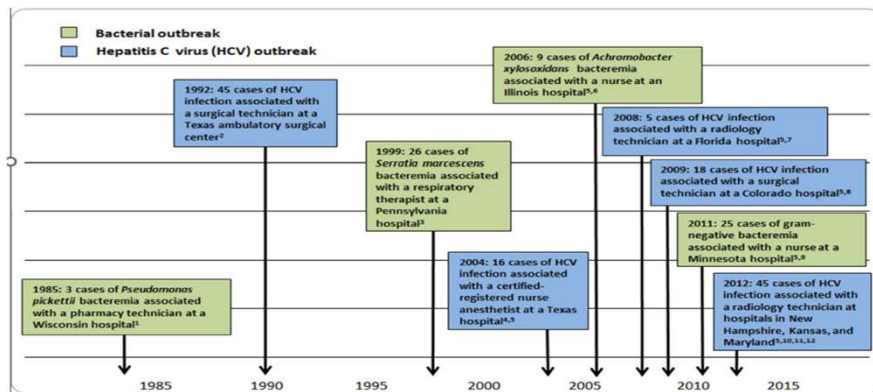 Bacterial outbreak
Hepatitis C virus (HCV) outbreak
1985: 3 cases of Pseudomonas
pickettii bacteremia associated
with a pharmacy technician at a
Wisconsin hospital¹
1992: 45 cases of HCV
infection associated with
a surgical technician at a
Texas ambulatory surgical
center²
1999: 26 cases of
Serratia marcescens
bacteremia associated
with a respiratory
therapist at a
Pennsylvania
hospital³
2004: 16 cases of HCV
infection associated
with a certified-
registered nurse
anesthetist at a Texas
hospital⁴,⁵
2006: 9 cases of Achromobacter
xylosoxidans bacteremia
associated with a nurse at an
Illinois hospital⁵,⁶
2008: 5 cases of HCV infection
associated with a radiology
technician at a Florida hospital⁵,⁷
2009: 18 cases of HCV infection
associated with a surgical
technician at a Colorado hospital⁵,⁸
2011: 25 cases of gram-
negative bacteremia
associated with a nurse at a
Minnesota hospital⁵,⁹
2012: 45 cases of HCV
infection associated with
a radiology technician at
hospitals in New
Hampshire, Kansas, and
Maryland⁵,¹⁰,¹¹,¹²
1985 1990 1995 2000 2005 2010 2015